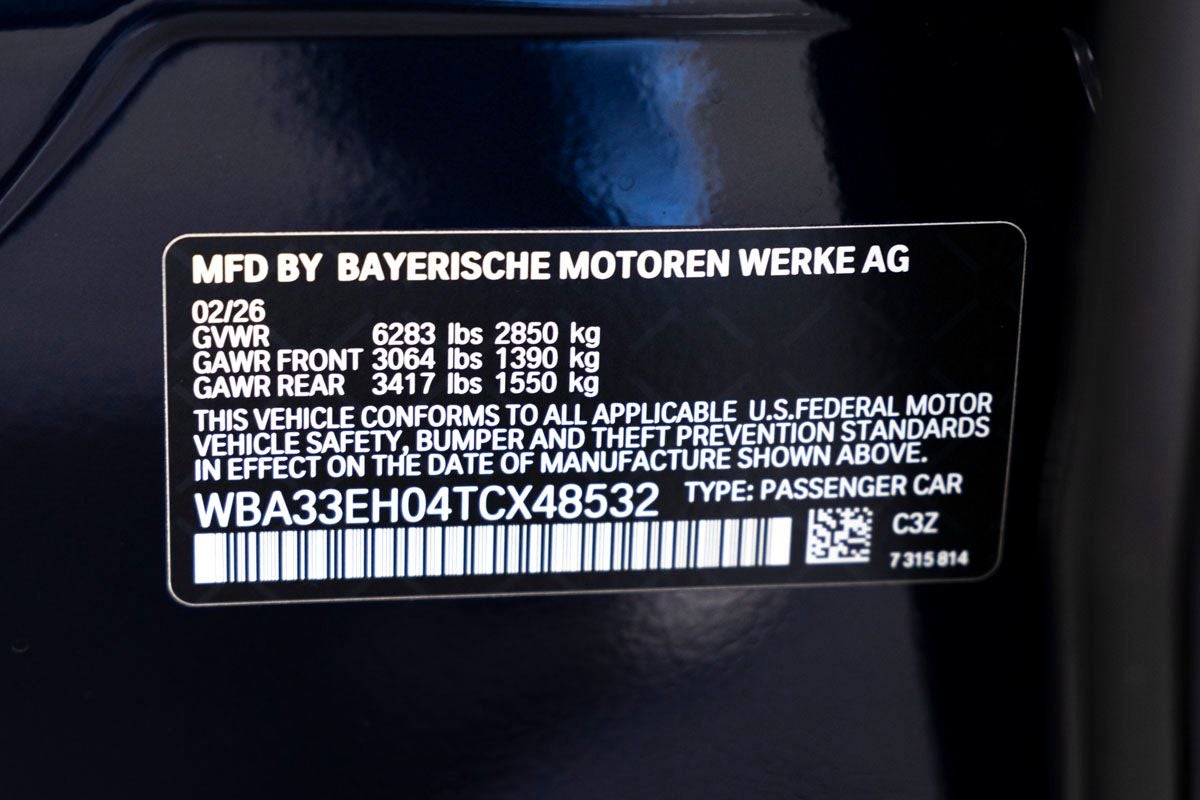 MFD BY BAYERISCHE MOTOREN WERKE AG
02/26
GVWR 6283 lbs 2850 kg
GAWR FRONT 3064 lbs 1390 kg
GAWR REAR 3417 lbs 1550 kg
THIS VEHICLE CONFORMS TO ALL APPLICABLE U.S.FEDERAL MOTOR
VEHICLE SAFETY, BUMPER AND THEFT PREVENTION STANDARDS
IN EFFECT ON THE DATE OF MANUFACTURE SHOWN ABOVE.
WBA33EH04TCX48532 TYPE: PASSENGER CAR
C3Z
7 315 814